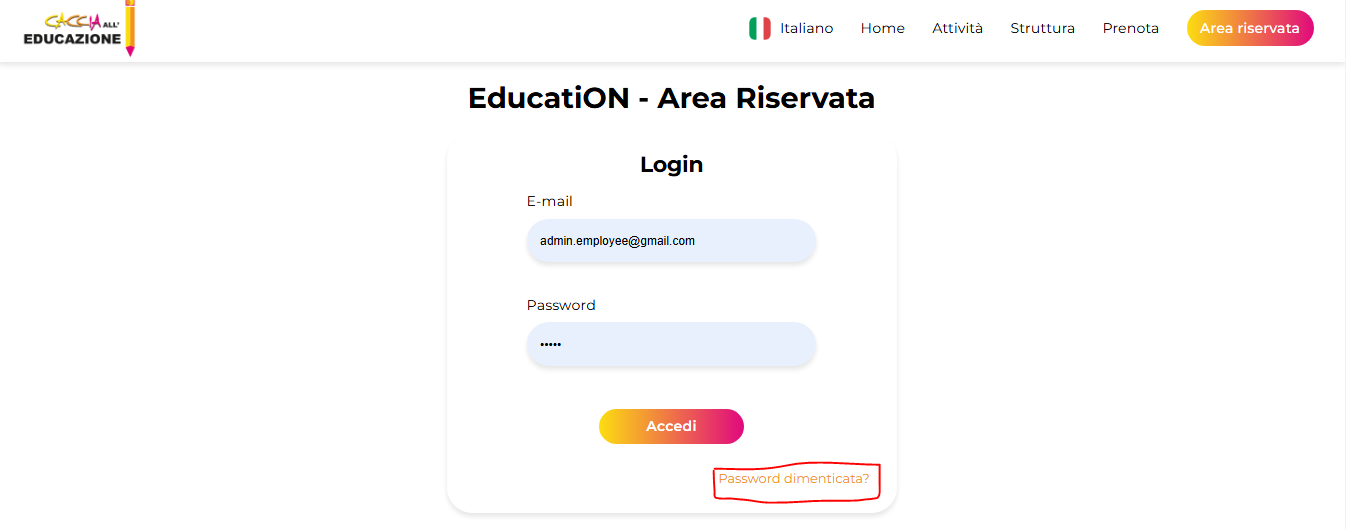 CACCIA ALL'
EDUCAZIONE
Italiano Home Attività Struttura Prenota Area riservata
EducatiON - Area Riservata
Login
E-mail
admin.employee@gmail.com
Password
•••••
Accedi
Password dimenticata?